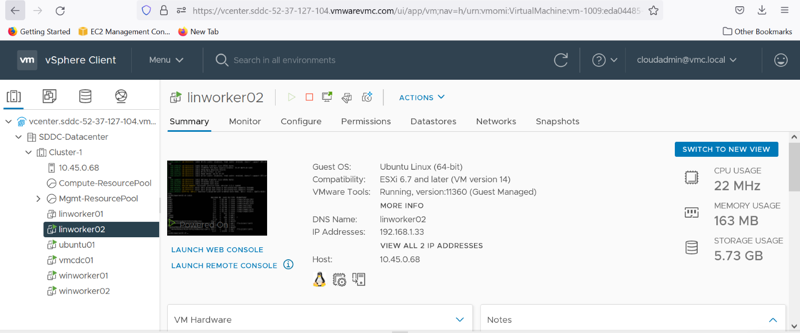 https://vcenter.sddc-52-37-127-104.vmwarevmc.com/ui/app/vm;nav=h/urn:vmomi:VirtualMachine:vm-1009:eda04485
Getting Started EC2 Management Con... New Tab Other Bookmarks
vm vSphere Client Menu Search in all environments cloudadmin@vmc.local
vcenter.sddc-52-37-127-104.vm...
SDDC-Datacenter
Cluster-1
10.45.0.68
Compute-ResourcePool
Mgmt-ResourcePool
linworker01
linworker02
ubuntu01
vmcdc01
winworker01
winworker02
linworker02 ACTIONS
Summary Monitor Configure Permissions Datastores Networks Snapshots
SWITCH TO NEW VIEW
Powered On
LAUNCH WEB CONSOLE
LAUNCH REMOTE CONSOLE
Guest OS: Ubuntu Linux (64-bit)
Compatibility: ESXi 6.7 and later (VM version 14)
VMware Tools: Running, version:11360 (Guest Managed)
MORE INFO
DNS Name: linworker02
IP Addresses: 192.168.1.33
VIEW ALL 2 IP ADDRESSES
Host: 10.45.0.68
CPU USAGE
22 MHz
MEMORY USAGE
163 MB
STORAGE USAGE
5.73 GB
VM Hardware
Notes